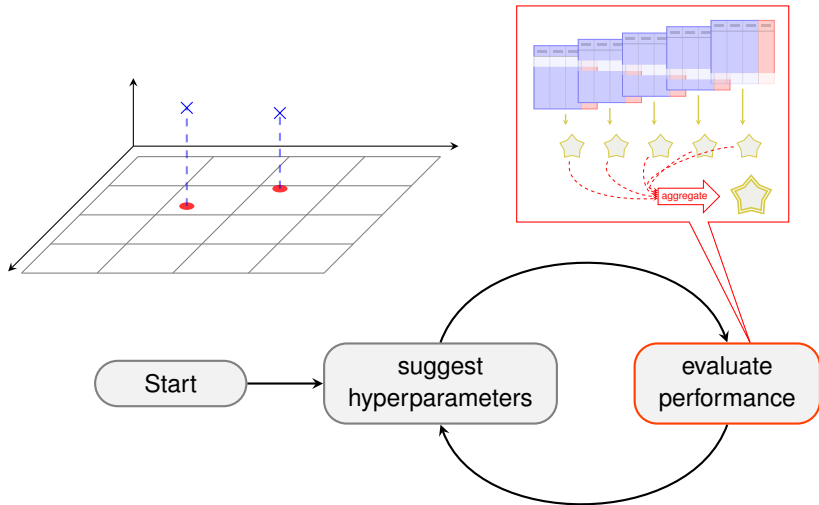 aggregate
Start
suggest
hyperparameters
evaluate
performance